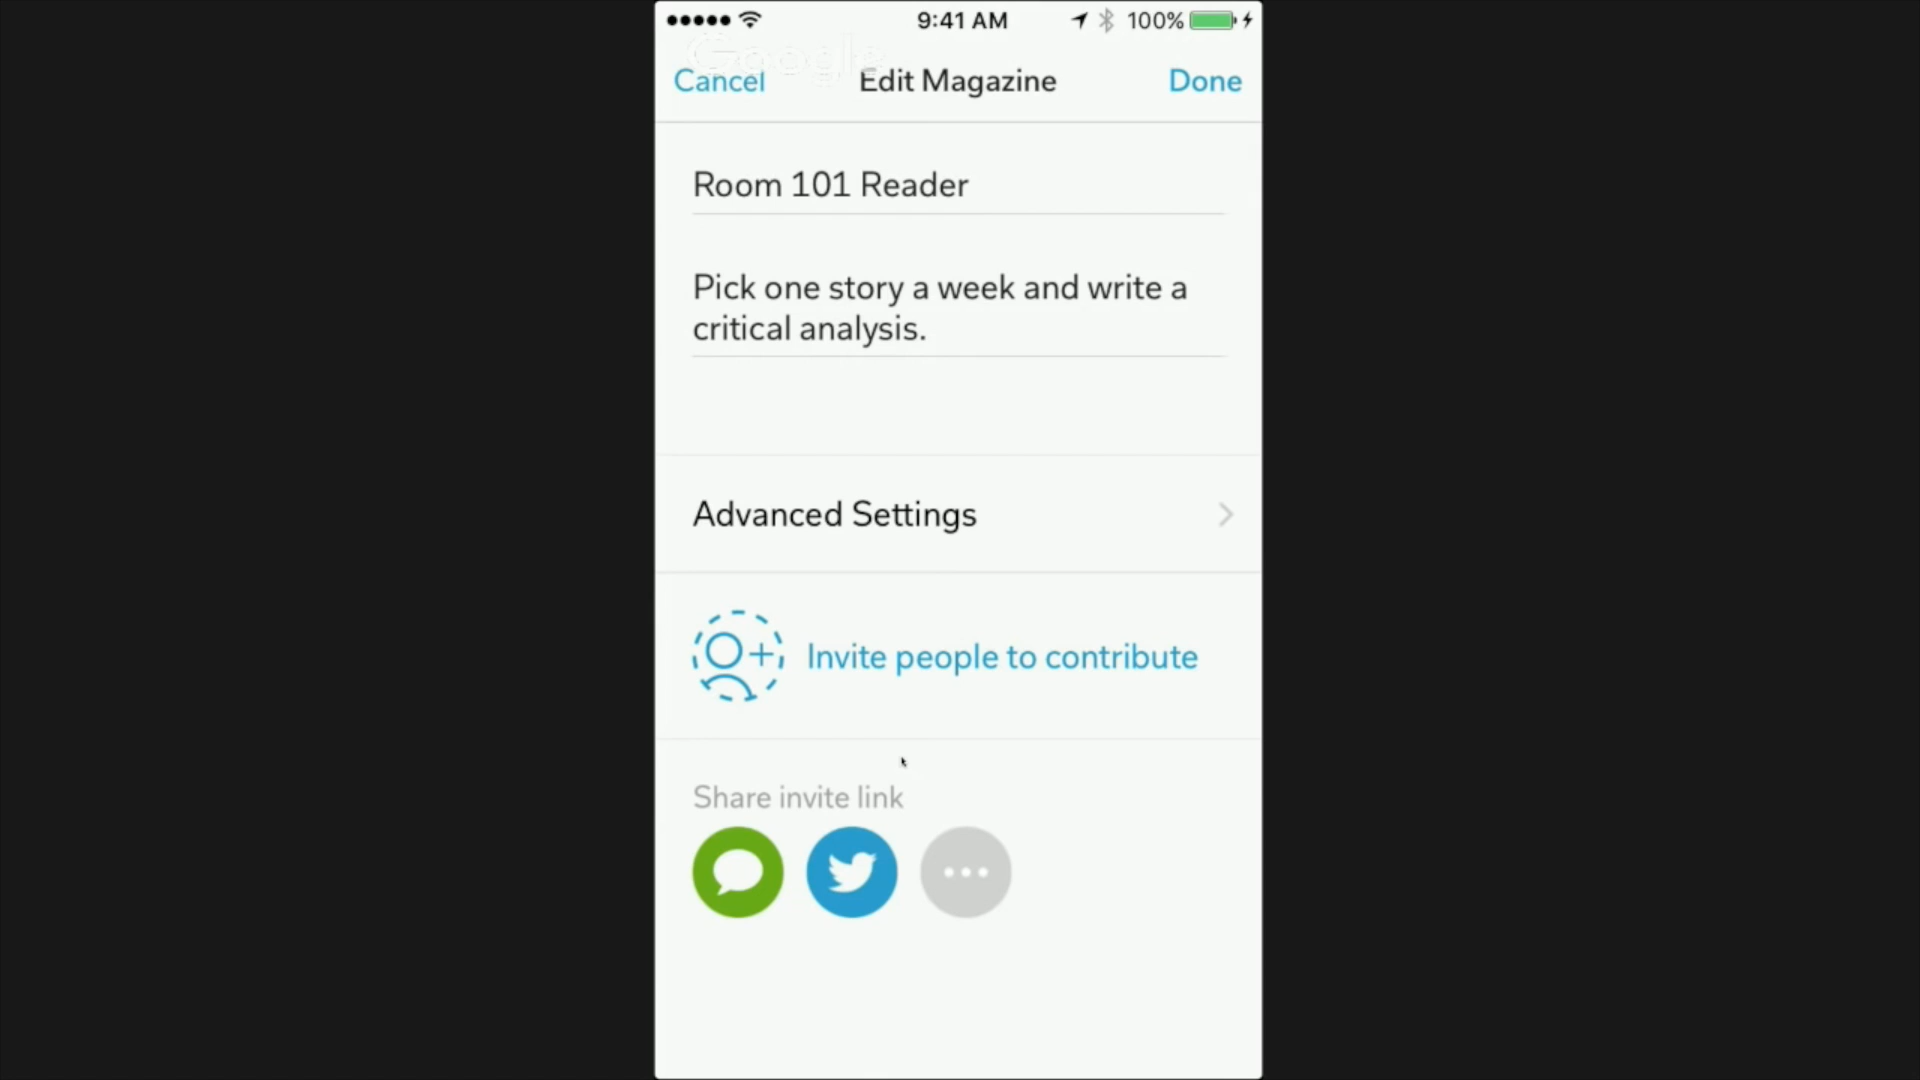 9:41 AM
100%
Google
Cancel
Edit Magazine
Done
Room 101 Reader
Pick one story a week and write a
critical analysis.
Advanced Settings
Invite people to contribute
Share invite link